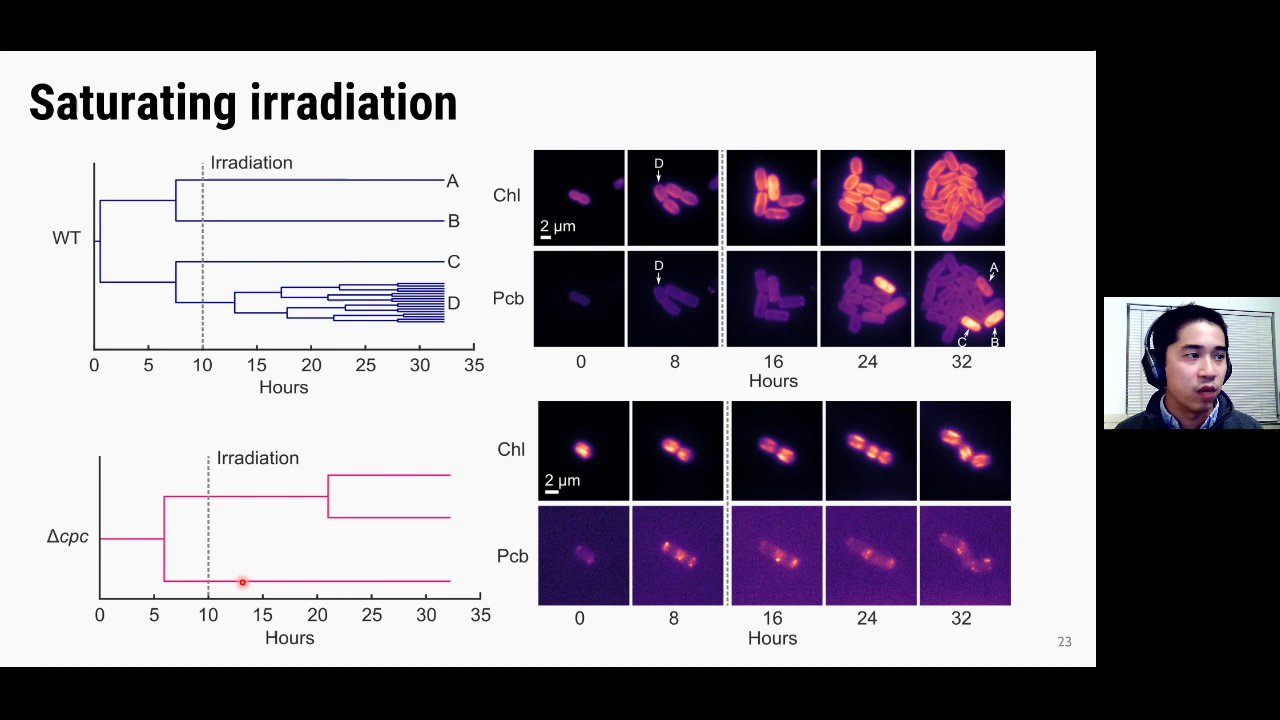 Saturating irradiation
Irradiation
A
B
WT
C
D
0 5 10 15 20 25 30 35
Hours
Chl
D
2 μm
Pcb
D
A
C
B
0 8 16 24 32
Hours
Irradiation
Δcpc
0 5 10 15 20 25 30 35
Hours
Chl
2 μm
Pcb
0 8 16 24 32
Hours
23